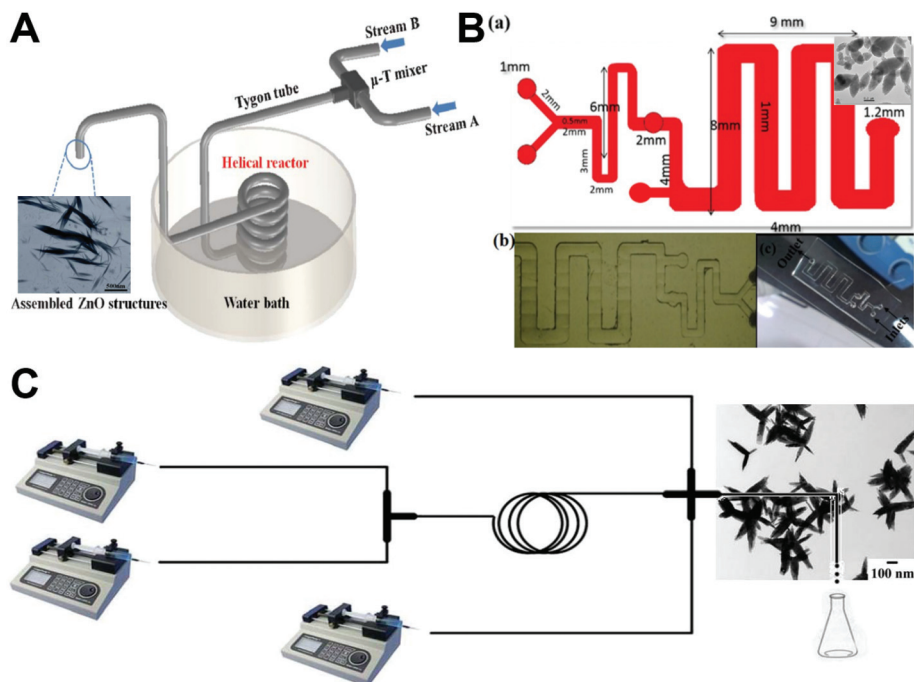 A
Stream B
μ-T mixer
Tygon tube
Stream A
Helical reactor
500nm
Assembled ZnO structures
Water bath
B
(a)
9 mm
1mm
2mm
6mm
0.5mm
2mm
2mm
8mm
1mm
1.2mm
3mm
4mm
2mm
4mm
(b)
(c)
Outlet
Inlets
C
100 nm